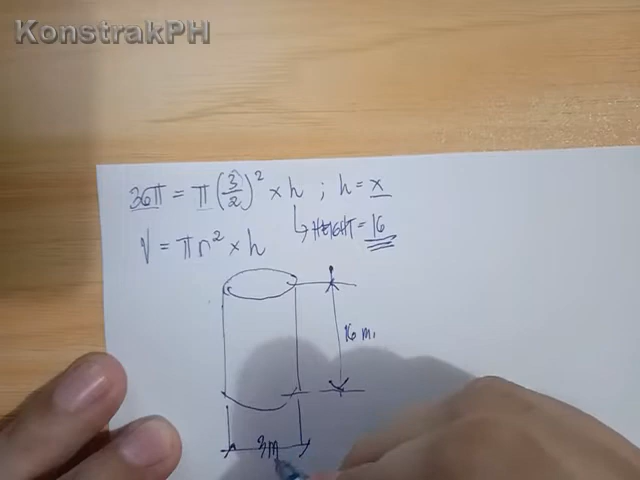 KonstrakPH
36π = π(3/2)² × h ; h = x
↳ HEIGHT = 16
V = πr² × h
16 m.
3m